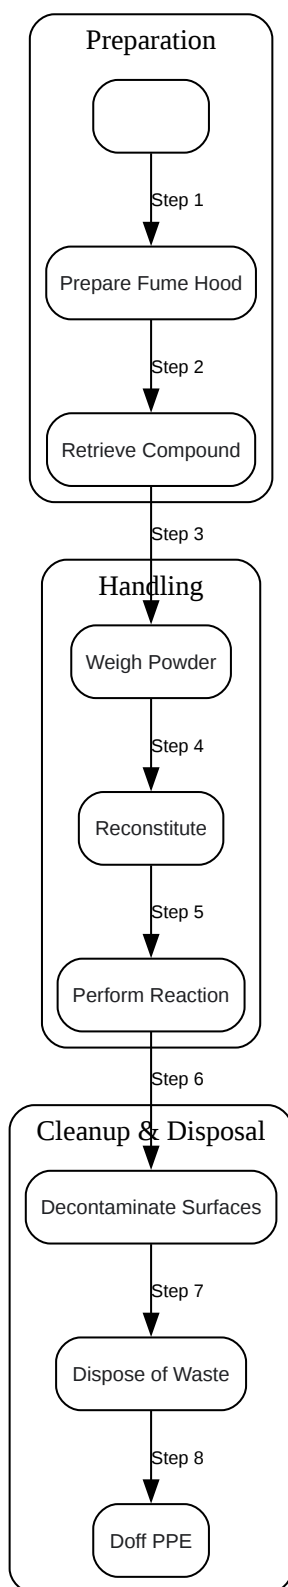 Preparation
Step 1
Prepare Fume Hood
Step 2
Retrieve Compound
Step 3
Handling
Weigh Powder
Step 4
Reconstitute
Step 5
Perform Reaction
Step 6
Cleanup & Disposal
Decontaminate Surfaces
Step 7
Dispose of Waste
Step 8
Doff PPE